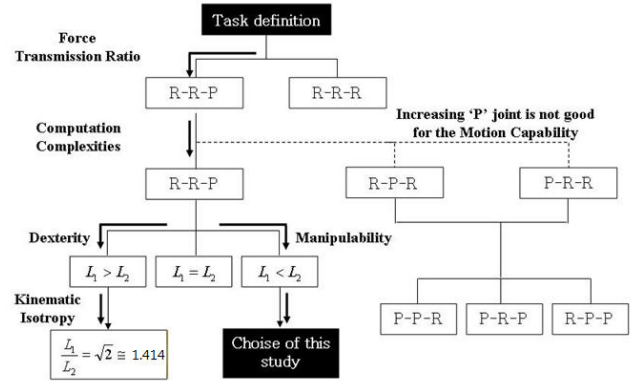 Task definition
Force
Transmission Ratio
R-R-P
R-R-R
Increasing ‘P’ joint is not good
for the Motion Capability
Computation
Complexities
R-R-P
R-P-R
P-R-R
Dexterity
Manipulability
L₁ > L₂
L₁ = L₂
L₁ < L₂
Kinematic
Isotropy
P-P-R
P-R-P
R-P-P
L₁/L₂ = √2 ≅ 1.414
Choise of this
study